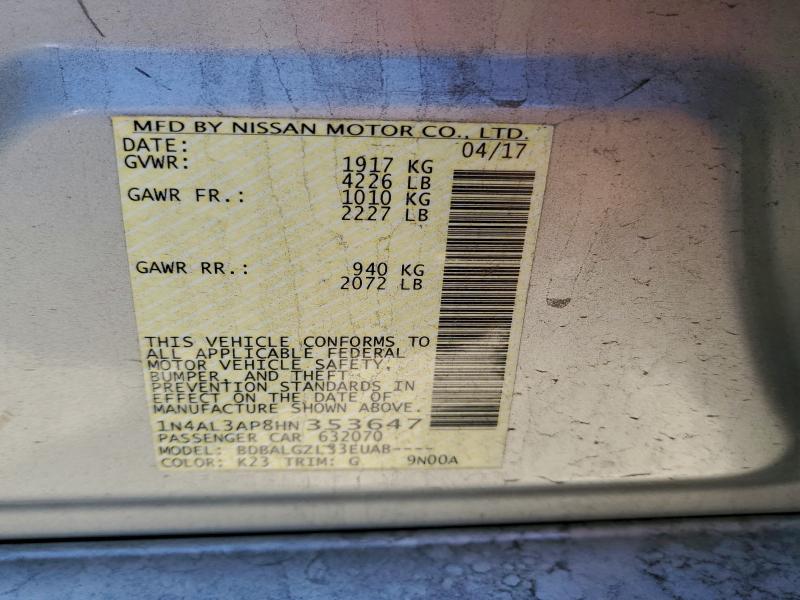 MFD BY NISSAN MOTOR CO., LTD.
DATE: 04/17
GVWR: 1917 KG
4226 LB
GAWR FR.: 1010 KG
2227 LB
GAWR RR.: 940 KG
2072 LB
THIS VEHICLE CONFORMS TO
ALL APPLICABLE FEDERAL
MOTOR VEHICLE SAFETY,
BUMPER, AND THEFT
PREVENTION STANDARDS IN
EFFECT ON THE DATE OF
MANUFACTURE SHOWN ABOVE.
1N4AL3AP8HN353647
PASSENGER CAR 632070
MODEL: BDBALGZL33EUAB----
COLOR: K23 TRIM: G 9N00A